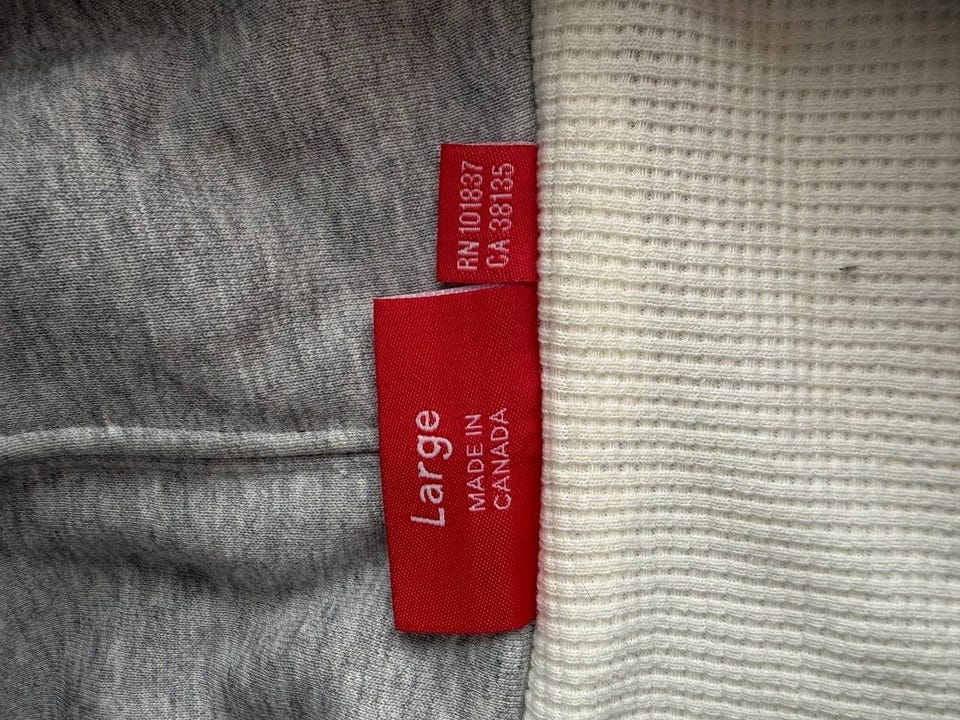 RN 101837
CA 38135
Large
MADE IN
CANADA